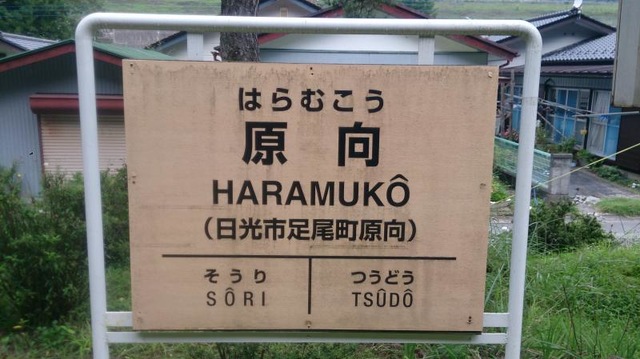 はらむこう
原 向
HARAMUKÔ
(日光市足尾町原向)
そうり つうどう
SÔRI TSÛDÔ